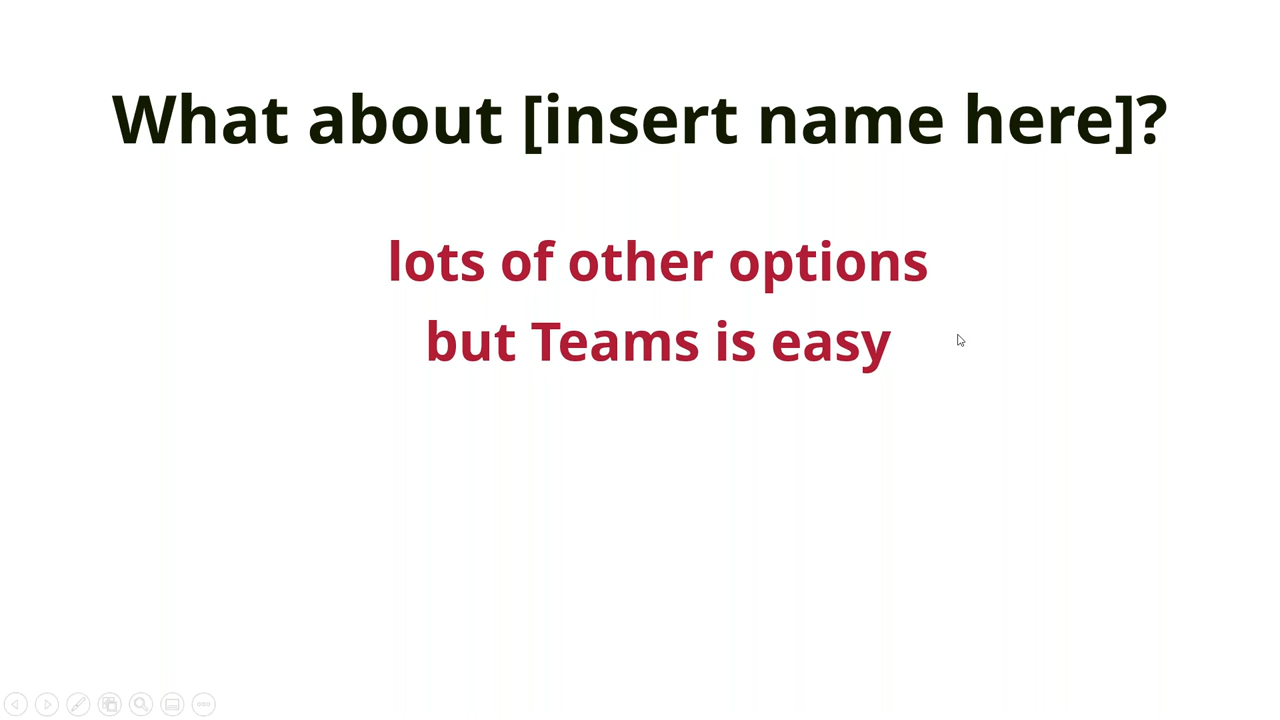 What about [insert name here]?
lots of other options
but Teams is easy